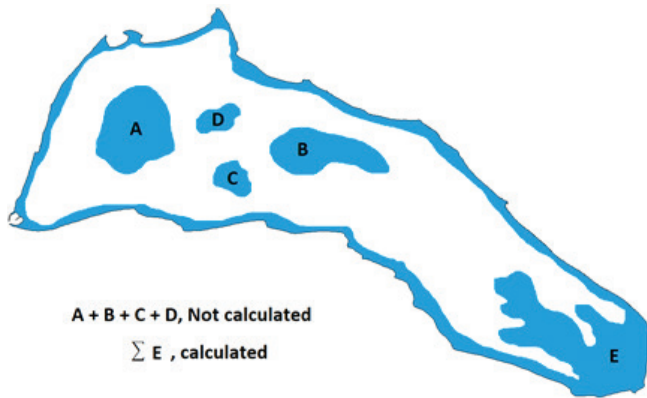 D
A
B
C
A + B + C + D, Not calculated
∑ E , calculated
E